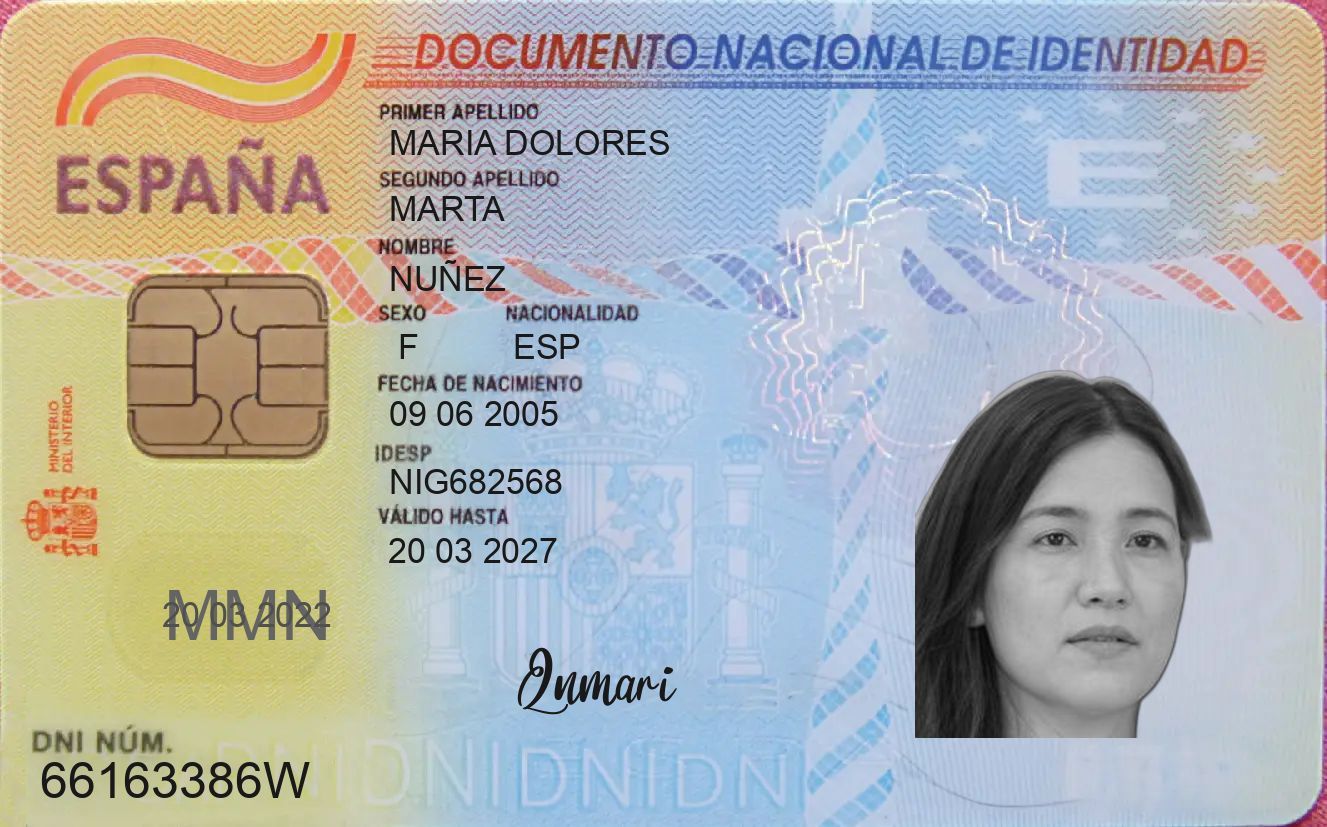 DOCUMENTO NACIONAL DE IDENTIDAD
ESPAÑA
PRIMER APELLIDO
MARIA DOLORES
SEGUNDO APELLIDO
MARTA
NOMBRE
NUÑEZ
SEXO NACIONALIDAD
F ESP
FECHA DE NACIMIENTO
09 06 2005
IDESP
NIG682568
VÁLIDO HASTA
20 03 2027
MINISTERIO
DEL INTERIOR
E
MMN
20 03 2022
Qnmari
DNI NÚM.
66163386W
DNIDNIDNIDNI